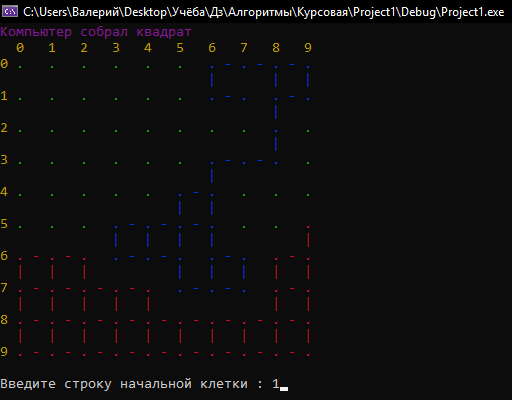 C:\Users\Валерий\Desktop\Учёба\Дз\Алгоритмы\Курсовая\Project1\Debug\Project1.exe
Компьютер собрал квадрат
  0   1   2   3   4   5   6   7   8   9
0 .   .   .   .   .   .   . - . - . - .
                          |       |   |
1 .   .   .   .   .   .   . - .   . - .
                                  |
2 .   .   .   .   .   .   .   .   .   .
                                  |
3 .   .   .   .   .   .   . - . - .   .
                          |
4 .   .   .   .   .   . - .   .   .   .
                      |   |
5 .   .   .   . - . - . - .   .   .   .
              |   |   |   |           |
6 . - . - .   . - . - . - . - .   . - .
  |   |   |           |   |   |   |   |
7 . - . - . - . - .   . - . - .   . - .
  |   |   |   |   |               |   |
8 . - . - . - . - . - . - . - . - . - .
  |   |   |   |   |   |   |   |   |   |
9 . - . - . - . - . - . - . - . - . - .
Введите строку начальной клетки : 1